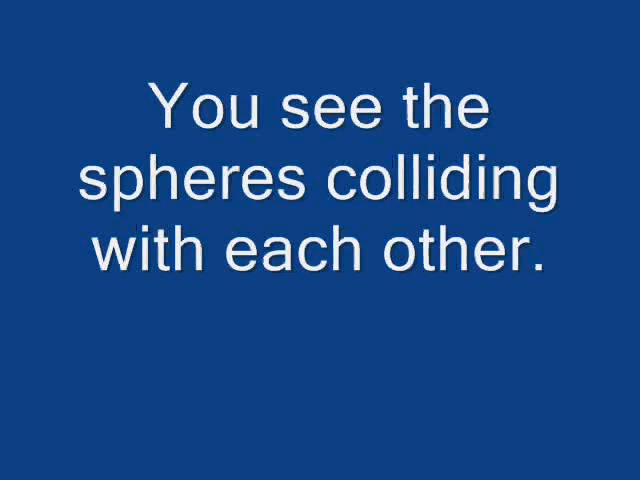 You see the
spheres colliding
with each other.